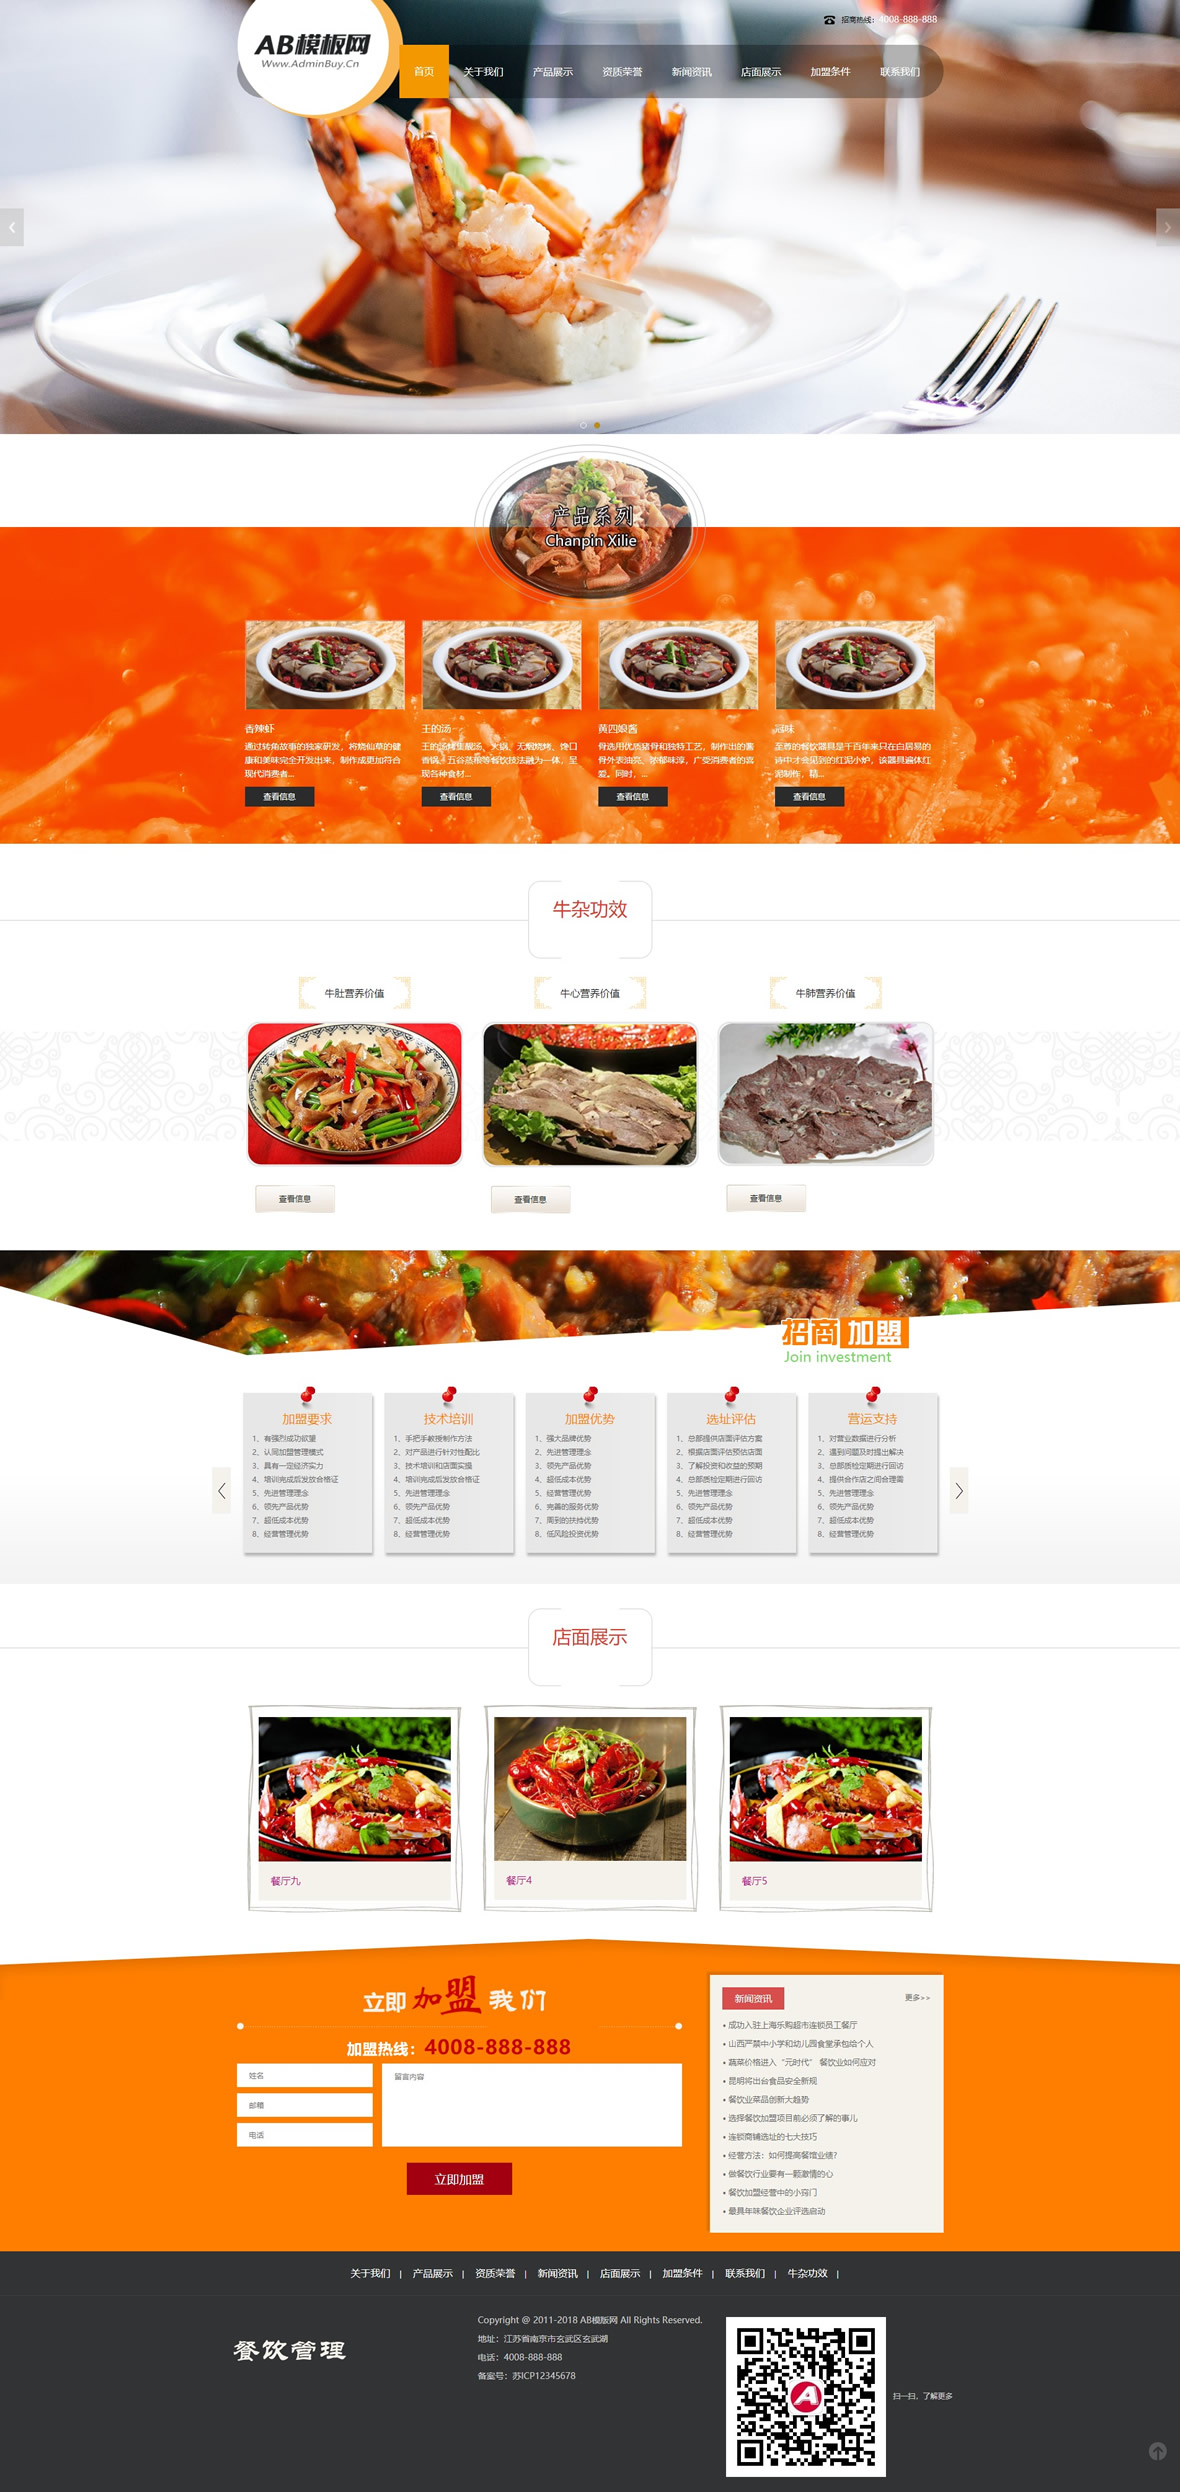 招商热线：4008-888-888
AB模板网
Www.AdminBuy.Cn
首页 关于我们 产品展示 资质荣誉 新闻资讯 店面展示 加盟条件 联系我们
产品系列
Chanpin Xilie
香辣虾
通过转角故事的独家研发，将烧仙草的健
康和美味完全开发出来，制作成更加符合
现代消费者...
查看信息
王的汤
王的汤烤集靓汤、火锅、无烟烧烤、馋口
香锅、五谷蒸粮等餐饮技法融为一体，呈
现各种食材...
查看信息
黄四娘酱
骨选用优质猪骨和独特工艺，制作出的酱
骨外表油亮、浓郁味淳，广受消费者的喜
爱。同时，...
查看信息
冠味
至尊的餐饮器具是千百年来只在白居易的
诗中才会见到的红泥小炉，该器具遍体红
泥制作，精...
查看信息
牛杂功效
牛肚营养价值
牛心营养价值
牛肺营养价值
查看信息
查看信息
查看信息
招商加盟
Join investment
加盟要求
1、有强烈成功欲望
2、认同加盟管理模式
3、具有一定经济实力
4、培训完成后发放合格证
5、先进管理理念
6、领先产品优势
7、超低成本优势
8、经营管理优势
技术培训
1、手把手教授制作方法
2、对产品进行针对性配比
3、技术培训和店面实操
4、培训完成后发放合格证
5、先进管理理念
6、领先产品优势
7、超低成本优势
8、经营管理优势
加盟优势
1、强大品牌优势
2、先进管理理念
3、领先产品优势
4、超低成本优势
5、经营管理优势
6、完善的服务优势
7、周到的扶持优势
8、低风险投资优势
选址评估
1、总部提供店面评估方案
2、根据店面评估预估店面
3、了解投资和收益的预期
4、总部质检定期进行回访
5、先进管理理念
6、领先产品优势
7、超低成本优势
8、经营管理优势
营运支持
1、对营业数据进行分析
2、遇到问题及时提出解决
3、总部质检定期进行回访
4、提供合作店之间合理需
5、先进管理理念
6、领先产品优势
7、超低成本优势
8、经营管理优势
店面展示
餐厅九
餐厅4
餐厅5
立即加盟我们
加盟热线：4008-888-888
姓名
邮箱
电话
留言内容
立即加盟
新闻资讯
更多>>
• 成功入驻上海乐购超市连锁员工餐厅
• 山西严禁中小学和幼儿园食堂承包给个人
• 蔬菜价格进入“元时代” 餐饮业如何应对
• 昆明将出台食品安全新规
• 餐饮业菜品创新大趋势
• 选择餐饮加盟项目前必须了解的事儿
• 连锁商铺选址的七大技巧
• 经营方法：如何提高餐馆业绩?
• 做餐饮行业要有一颗激情的心
• 餐饮加盟经营中的小窍门
• 最具年味餐饮企业评选启动
关于我们 | 产品展示 | 资质荣誉 | 新闻资讯 | 店面展示 | 加盟条件 | 联系我们 | 牛杂功效 |
餐饮管理
Copyright @ 2011-2018 AB模版网 All Rights Reserved.
地址：江苏省南京市玄武区玄武湖
电话：4008-888-888
备案号：苏ICP12345678
扫一扫，了解更多